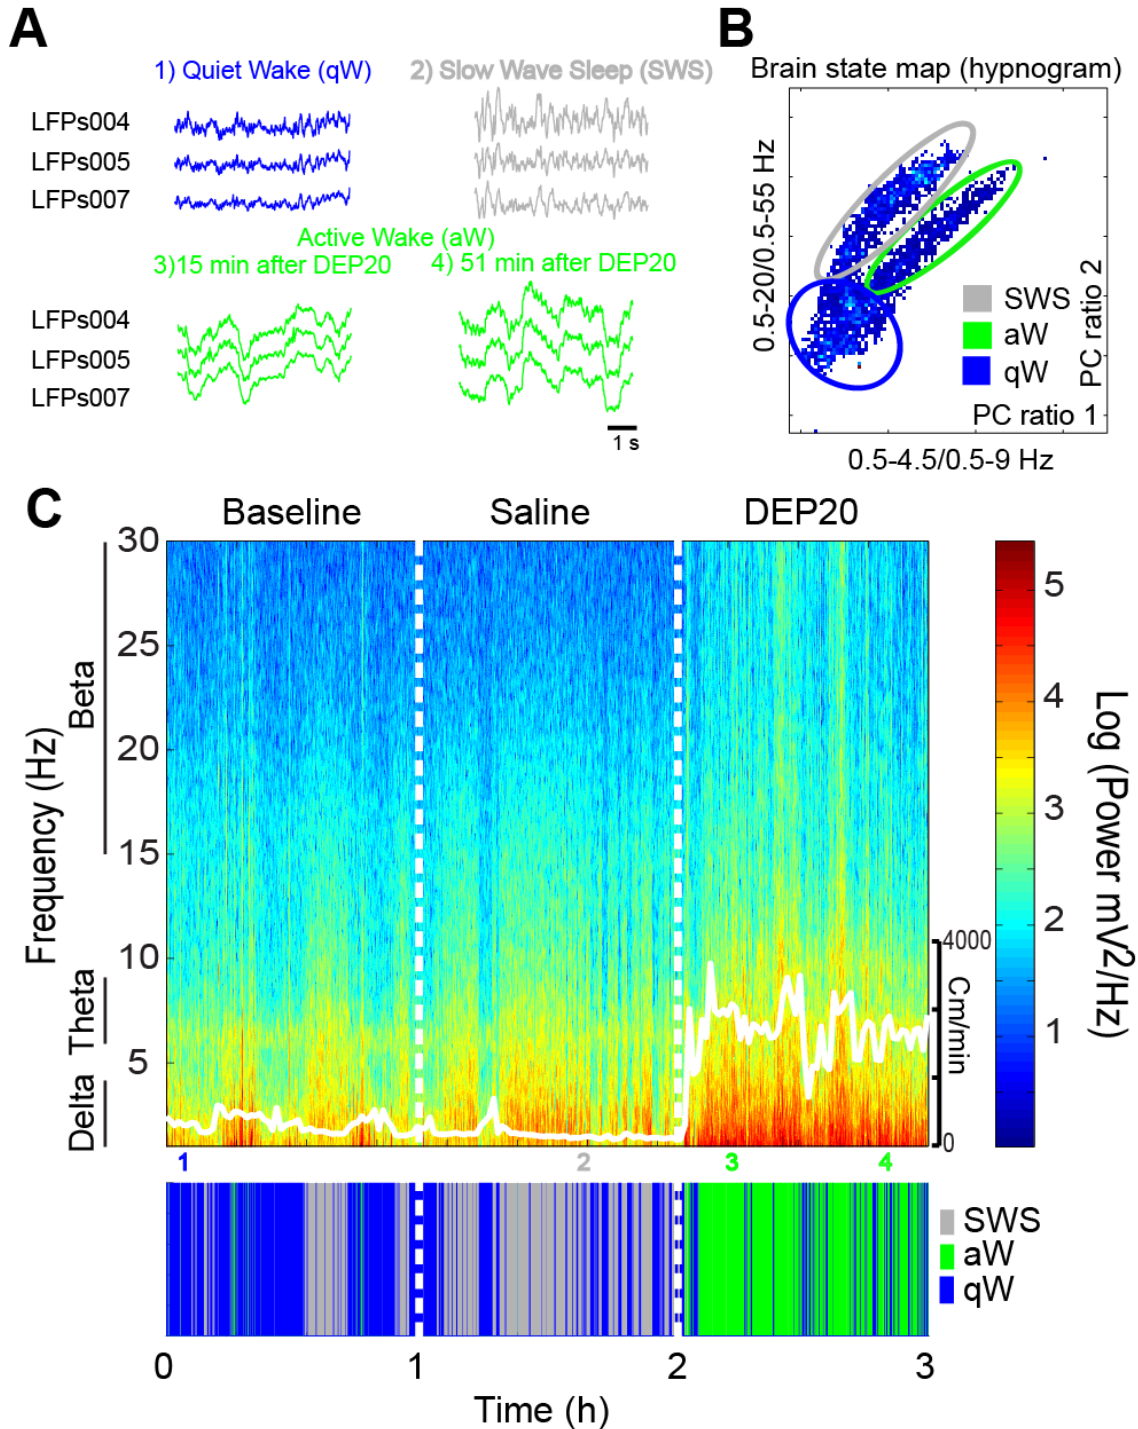 A
1) Quiet Wake (qW)
2) Slow Wave Sleep (SWS)
LFPs004
LFPs005
LFPs007
Active Wake (aW)
3)15 min after DEP20
4) 51 min after DEP20
LFPs004
LFPs005
LFPs007
1 s
B
Brain state map (hypnogram)
0.5-20/0.5-55 Hz
SWS
aW
qW
PC ratio 2
PC ratio 1
0.5-4.5/0.5-9 Hz
C
Baseline
Saline
DEP20
30
25
20
15
10
5
Frequency (Hz)
Beta
Theta
Delta
4000
Cm/min
0
5
4
3
2
1
Log (Power mV2/Hz)
1
2
3
4
SWS
aW
qW
0
1
2
3
Time (h)